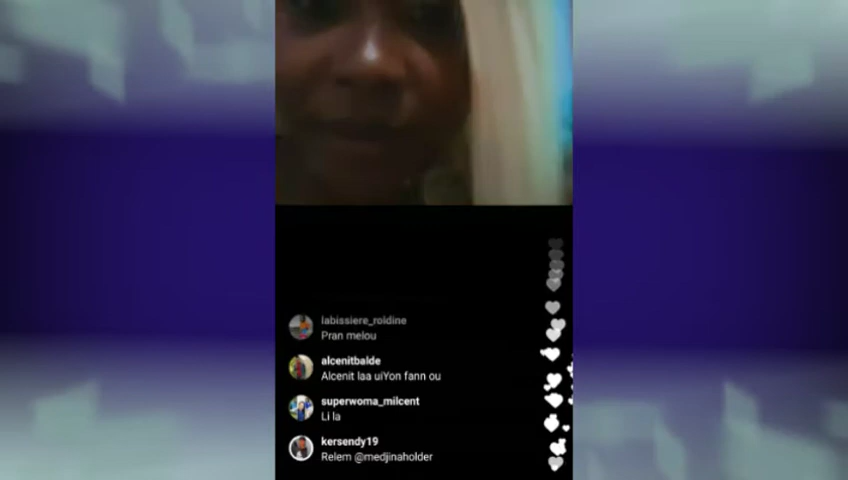 labissiere_roldine
Pran melou
alcenitbalde
Alcenit laa uiYon fann ou
superwoma_milcent
Li la
kersendy19
Relem @medjinaholder